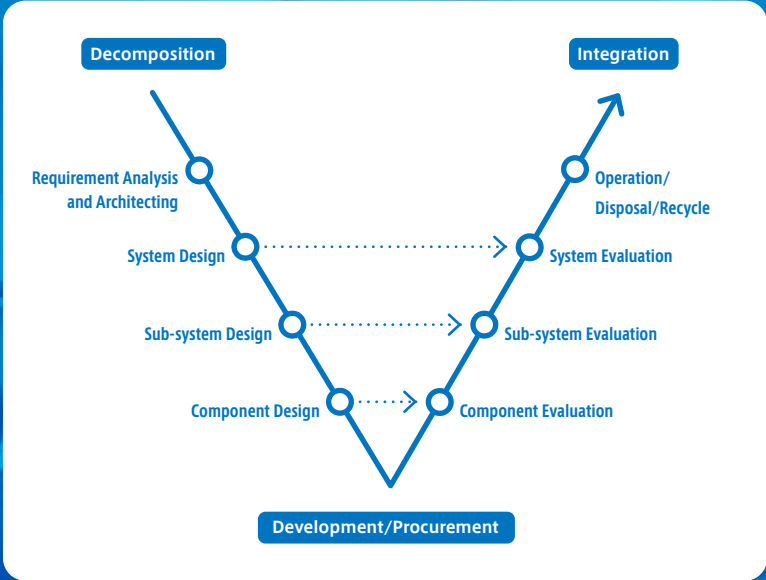 Decomposition
Integration
Requirement Analysis
and Architecting
Operation/
Disposal/Recycle
System Design
System Evaluation
Sub-system Design
Sub-system Evaluation
Component Design
Component Evaluation
Development/Procurement